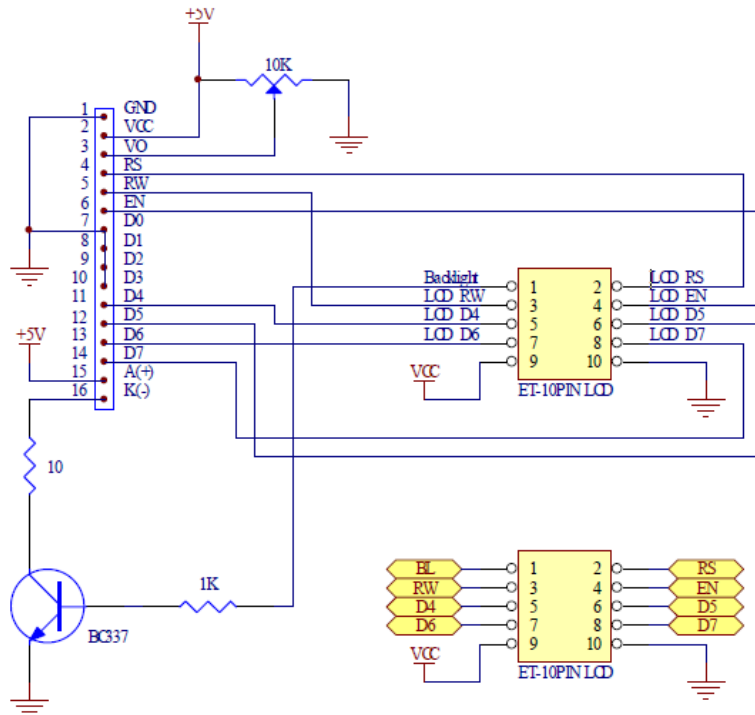 +5V
10K
1 GND
2 VCC
3 VO
4 RS
5 RW
6 EN
7 D0
8 D1
9 D2
10 D3
11 D4
12 D5
13 D6
14 D7
15 A(+)
16 K(-)
+5V
10
BC337
1K
Backlight 1 2 LCD RS
LCD RW 3 4 LCD EN
LCD D4 5 6 LCD D5
LCD D6 7 8 LCD D7
VCC 9 10
ET-10PIN LCD
BL 1 2 RS
RW 3 4 EN
D4 5 6 D5
D6 7 8 D7
VCC 9 10
ET-10PIN LCD